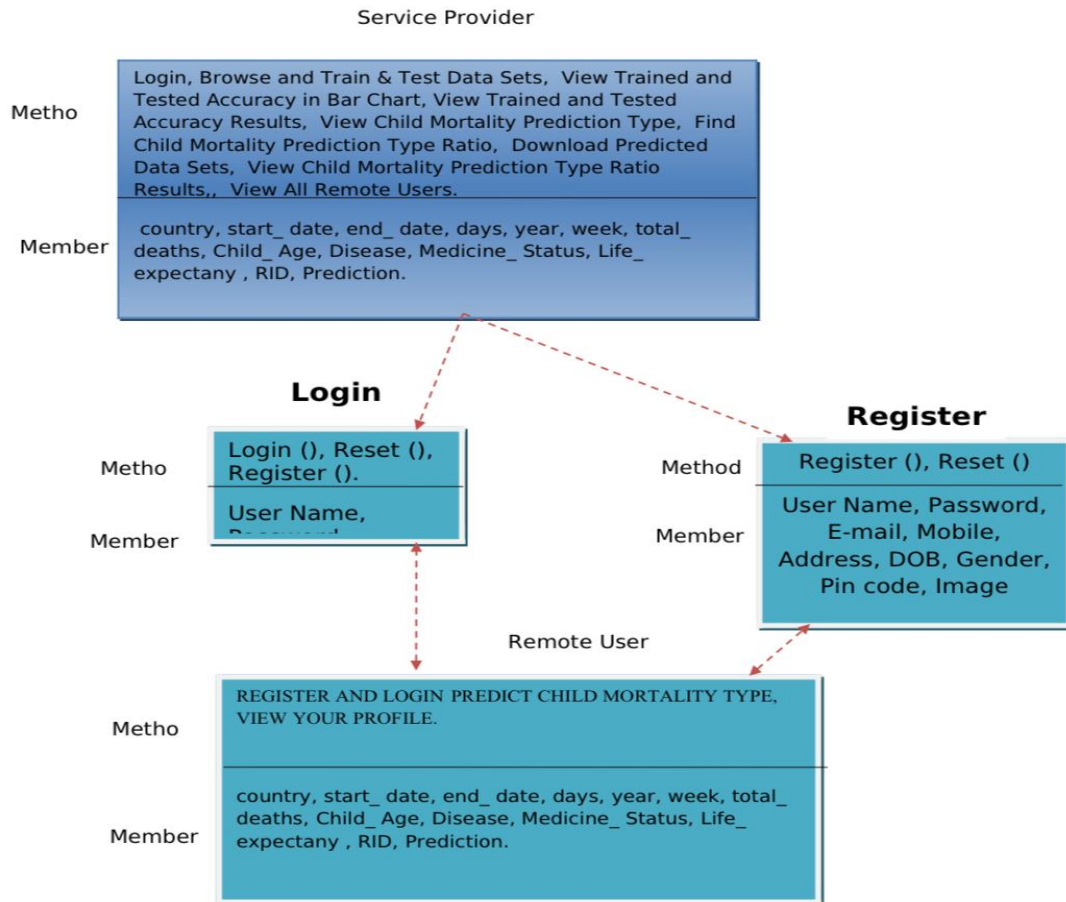 Service Provider
Metho
Login, Browse and Train & Test Data Sets, View Trained and
Tested Accuracy in Bar Chart, View Trained and Tested
Accuracy Results, View Child Mortality Prediction Type, Find
Child Mortality Prediction Type Ratio, Download Predicted
Data Sets, View Child Mortality Prediction Type Ratio
Results,, View All Remote Users.
Member
country, start_ date, end_ date, days, year, week, total_
deaths, Child_ Age, Disease, Medicine_ Status, Life_
expectany , RID, Prediction.
Login
Metho
Login (), Reset (),
Register ().
Member
User Name,
Register
Method
Register (), Reset ()
Member
User Name, Password,
E-mail, Mobile,
Address, DOB, Gender,
Pin code, Image
Remote User
Metho
REGISTER AND LOGIN PREDICT CHILD MORTALITY TYPE,
VIEW YOUR PROFILE.
Member
country, start_ date, end_ date, days, year, week, total_
deaths, Child_ Age, Disease, Medicine_ Status, Life_
expectany , RID, Prediction.